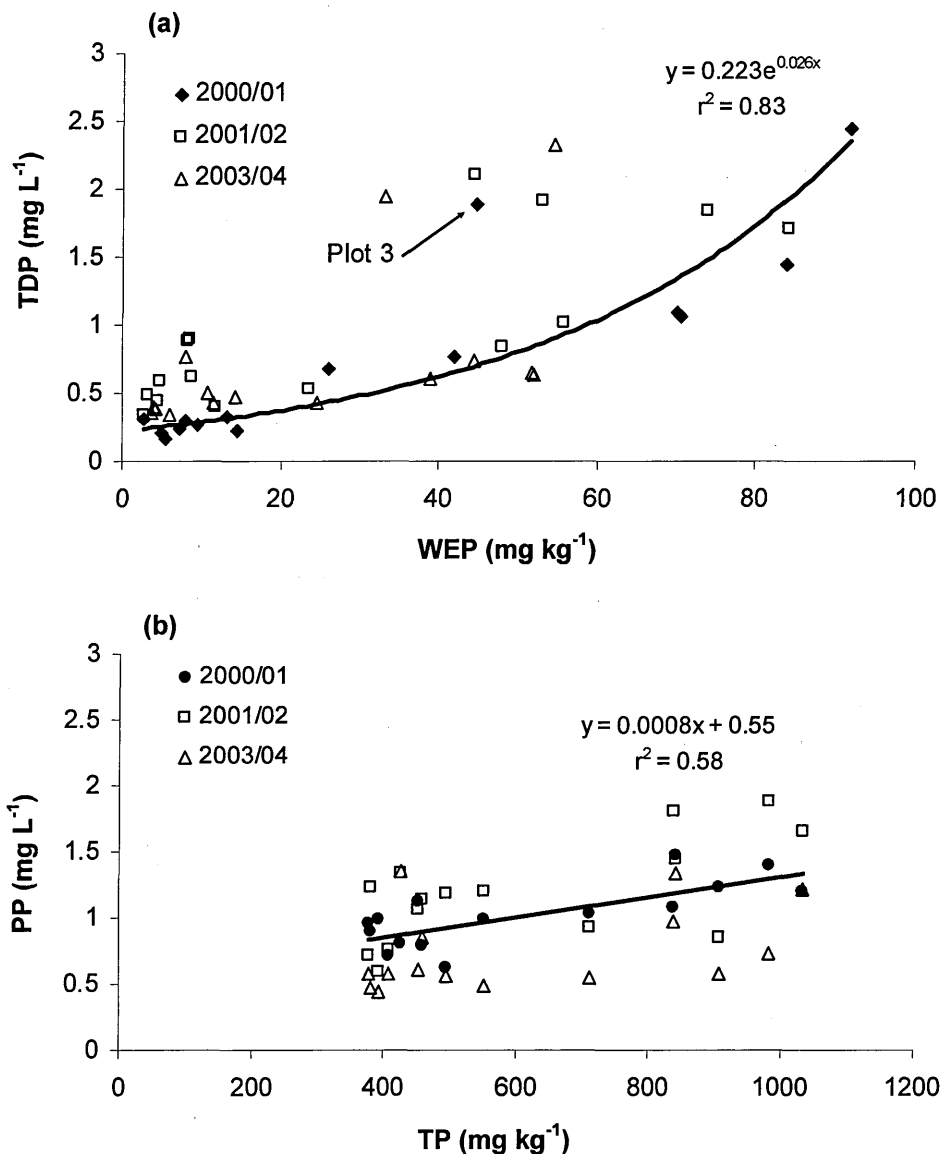 (a)
3
2.5
2
1.5
1
0.5
0
TDP (mg L⁻¹)
2000/01
2001/02
2003/04
y = 0.223e^0.026x
r² = 0.83
Plot 3
0 20 40 60 80 100
WEP (mg kg⁻¹)
(b)
3
2.5
2
1.5
1
0.5
0
PP (mg L⁻¹)
2000/01
2001/02
2003/04
y = 0.0008x + 0.55
r² = 0.58
0 200 400 600 800 1000 1200
TP (mg kg⁻¹)